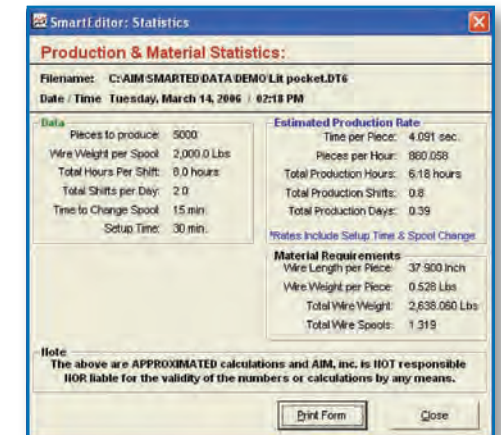 SmartEditor: Statistics
Production & Material Statistics:
Filename: C:\AIM\SMARTED\DATA\DEMO\Lit pocket.DT6
Date / Time Tuesday, March 14, 2006 / 02:18 PM
Data
Pieces to produce: 5000
Wire Weight per Spool: 2,000.0 Lbs
Total Hours Per Shift: 8.0 hours
Total Shifts per Day: 2.0
Time to Change Spool: 15 min.
Setup Time: 30 min.
Estimated Production Rate
Time per Piece: 4.091 sec.
Pieces per Hour: 880.058
Total Production Hours: 6.18 hours
Total Production Shifts: 0.8
Total Production Days: 0.39
*Rates Include Setup Time & Spool Change
Material Requirements
Wire Length per Piece: 37.900 Inch
Wire Weight per Piece: 0.528 Lbs
Total Wire Weight: 2,638.060 Lbs
Total Wire Spools: 1.319
Note
The above are APPROXIMATED calculations and AIM, inc. is NOT responsible
NOR liable for the validity of the numbers or calculations by any means.
Print Form
Close